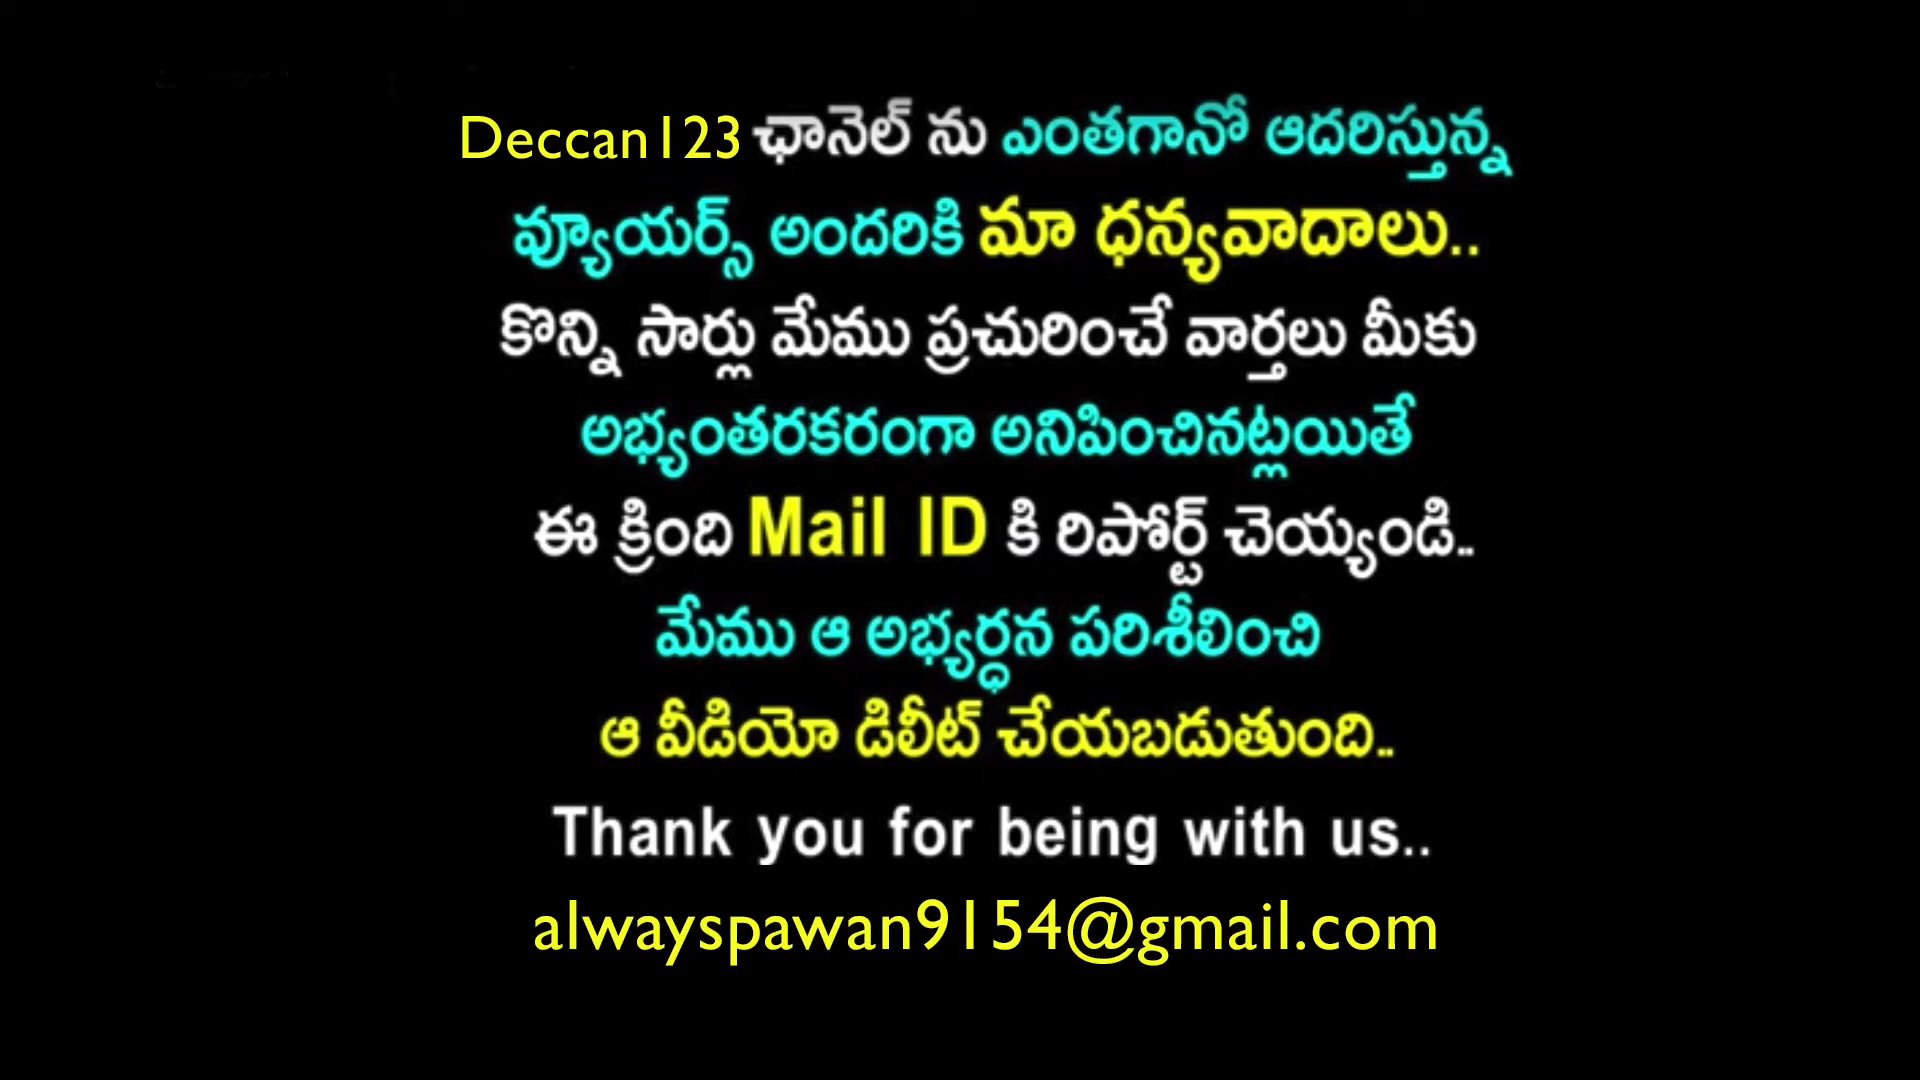 Deccan123 ఛానెల్ ను ఎంతగానో ఆదరిస్తున్న
వ్యూయర్స్ అందరికి మా ధన్యవాదాలు..
కొన్ని సార్లు మేము ప్రచురించే వార్తలు మీకు
అభ్యంతరకరంగా అనిపించినట్లయితే
ఈ క్రింది Mail ID కి రిపోర్ట్ చెయ్యండి..
మేము ఆ అభ్యర్ధన పరిశీలించి
ఆ వీడియో డిలీట్ చేయబడుతుంది..
Thank you for being with us..
alwayspawan9154@gmail.com